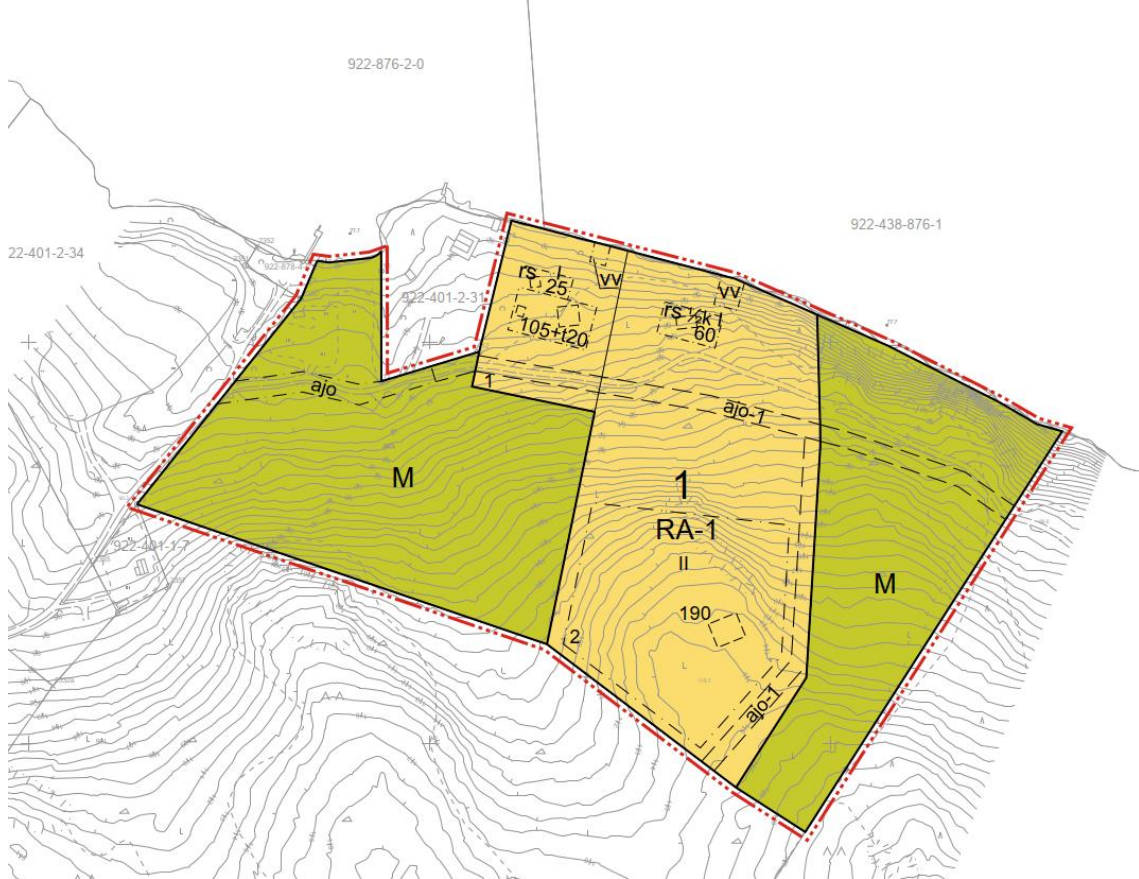 922-876-2-0
922-438-876-1
22-401-2-34
922-401-2-31
rs I
25
vv
105+t20
rs ½k I
60
vv
ajo
1
ajo-1
M
1
RA-1
II
M
922-401-1-7
190
2
ajo-1